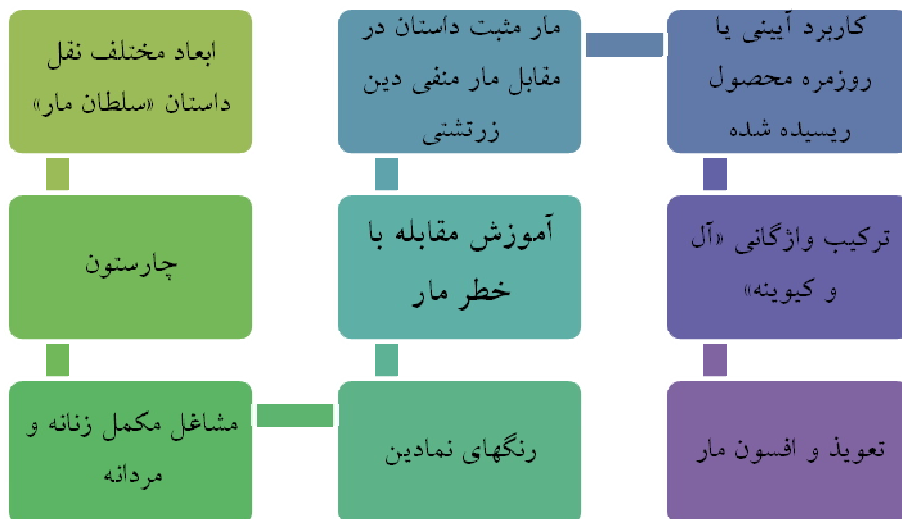 ابعاد مختلف نقل
داستان «سلطان مار»
چارستون
مشاغل مکمل زنانه و
مردانه
رنگهای نمادین
آموزش مقابله با
خطر مار
مار مثبت داستان در
مقابل مار منفی دین
زرتشتی
کاربرد آیینی یا
روزمره محصول
ریسیده شده
ترکیب واژگانی «آل
و کیوینه»
تعویذ و افسون مار